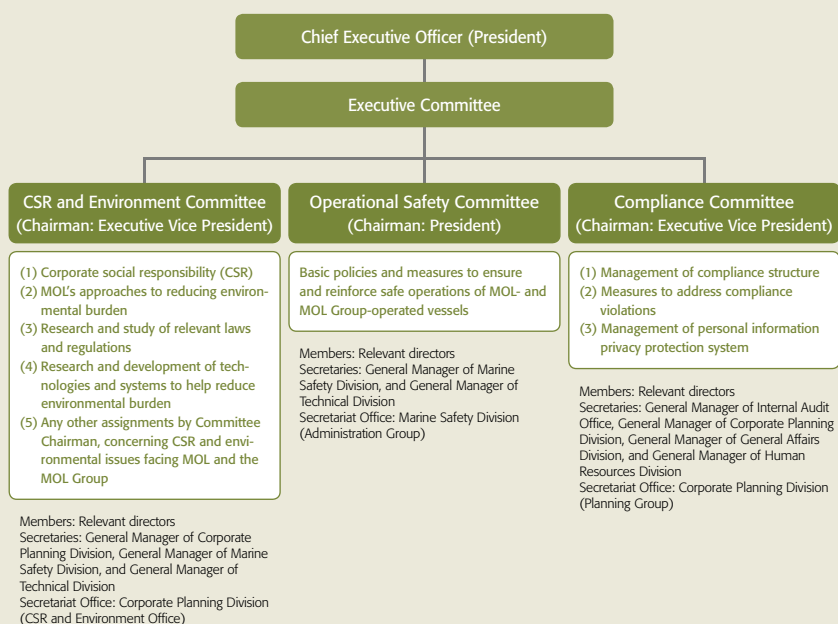 Chief Executive Officer (President)
Executive Committee
CSR and Environment Committee
(Chairman: Executive Vice President)
(1) Corporate social responsibility (CSR)
(2) MOL's approaches to reducing environ-
mental burden
(3) Research and study of relevant laws
and regulations
(4) Research and development of tech-
nologies and systems to help reduce
environmental burden
(5) Any other assignments by Committee
Chairman, concerning CSR and envi-
ronmental issues facing MOL and the
MOL Group
Members: Relevant directors
Secretaries: General Manager of Corporate
Planning Division, General Manager of Marine
Safety Division, and General Manager of
Technical Division
Secretariat Office: Corporate Planning Division
(CSR and Environment Office)
Operational Safety Committee
(Chairman: President)
Basic policies and measures to ensure
and reinforce safe operations of MOL- and
MOL Group-operated vessels
Members: Relevant directors
Secretaries: General Manager of Marine
Safety Division, and General Manager of
Technical Division
Secretariat Office: Marine Safety Division
(Administration Group)
Compliance Committee
(Chairman: Executive Vice President)
(1) Management of compliance structure
(2) Measures to address compliance
violations
(3) Management of personal information
privacy protection system
Members: Relevant directors
Secretaries: General Manager of Internal Audit
Office, General Manager of Corporate Planning
Division, General Manager of General Affairs
Division, and General Manager of Human
Resources Division
Secretariat Office: Corporate Planning Division
(Planning Group)